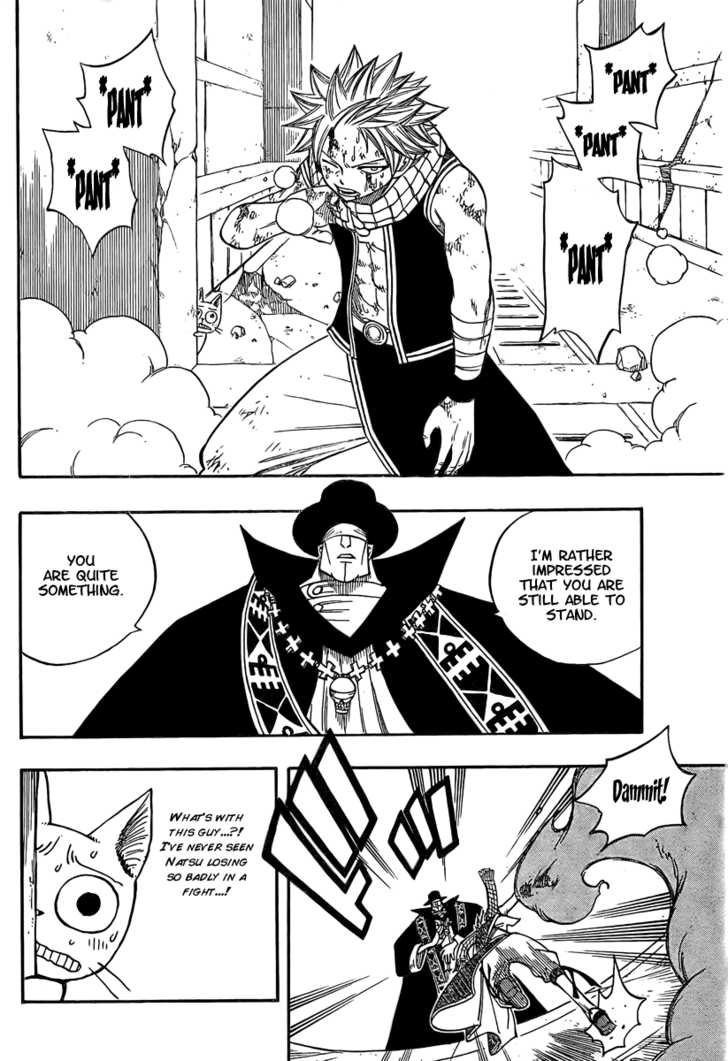 *PANT*
*PANT*
*PANT*
*PANT*
*PANT*
I'M RATHER
IMPRESSED
THAT YOU ARE
STILL ABLE TO
STAND.
YOU
ARE QUITE
SOMETHING.
Dammit!
WHAT'S WITH
THIS GUY...?!
I'VE NEVER SEEN
NATSU LOSING
SO BADLY IN A
FIGHT...!